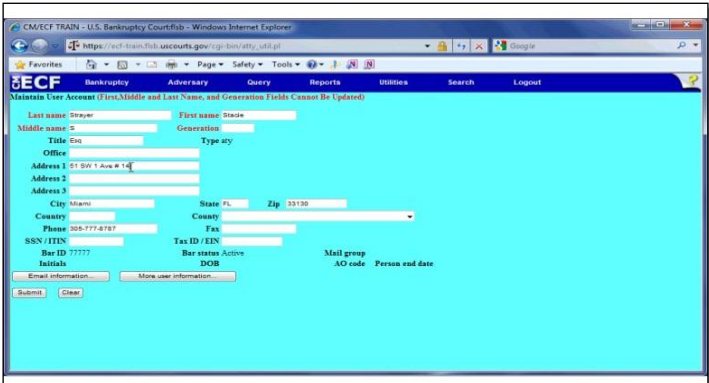 CM/ECF TRAIN - U.S. Bankruptcy Court:flsb - Windows Internet Explorer
https://ecf-train.flsb.uscourts.gov/cgi-bin/atty_util.pl
Google
Favorites Page Safety Tools
ECF Bankruptcy Adversary Query Reports Utilities Search Logout ?
Maintain User Account (First,Middle and Last Name, and Generation Fields Cannot Be Updated)
Last name Strayer First name Stacie
Middle name S Generation
Title Esq Type aty
Office
Address 1 51 SW 1 Ave # 14
Address 2
Address 3
City Miami State FL Zip 33130
Country County
Phone 305-777-8787 Fax
SSN / ITIN Tax ID / EIN
Bar ID 77777 Bar status Active Mail group
Initials DOB AO code Person end date
Email information... More user information...
Submit Clear